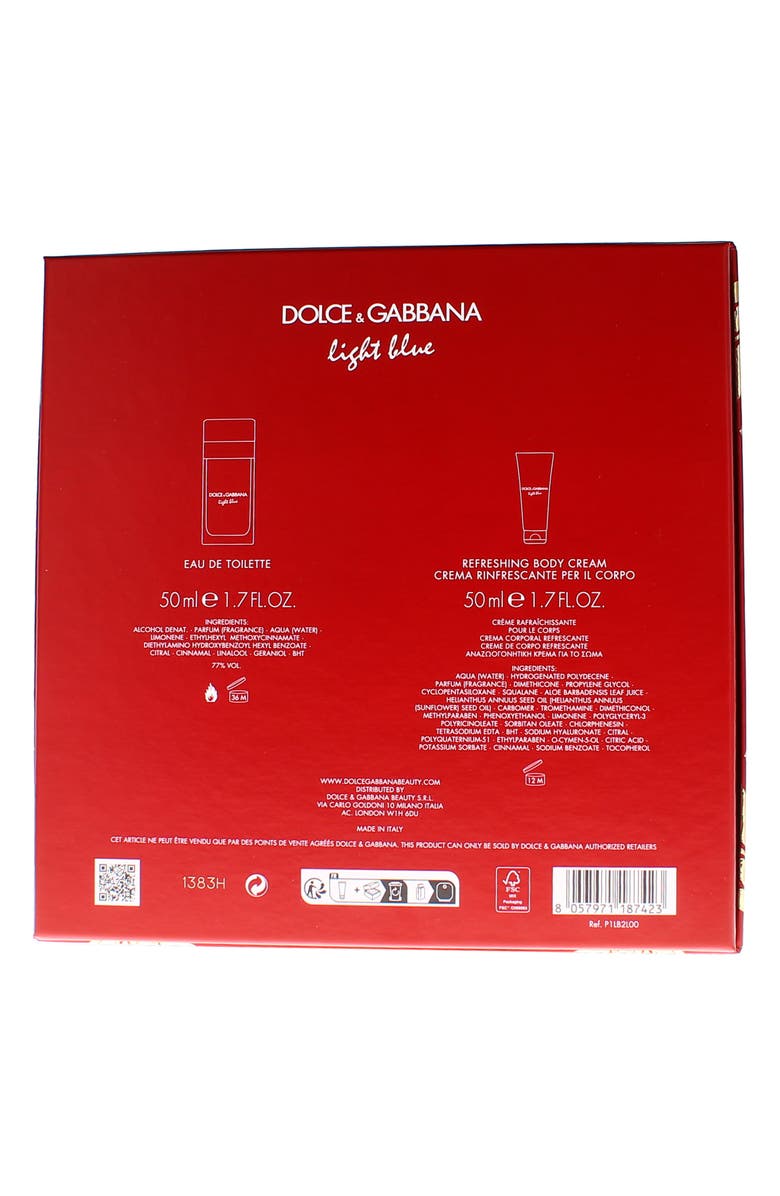 DOLCE & GABBANA
light blue
DOLCE & GABBANA
light blue
EAU DE TOILETTE
50 ml ℮ 1.7 FL.OZ.
INGREDIENTS:
ALCOHOL DENAT. · PARFUM (FRAGRANCE) · AQUA (WATER) ·
LIMONENE · ETHYLHEXYL METHOXYCINNAMATE ·
DIETHYLAMINO HYDROXYBENZOYL HEXYL BENZOATE ·
CITRAL · CINNAMAL · LINALOOL · GERANIOL · BHT
77% VOL.
36 M
DOLCE & GABBANA
light blue
REFRESHING BODY CREAM
CREMA RINFRESCANTE PER IL CORPO
50 ml ℮ 1.7 FL.OZ.
CRÈME RAFRAÎCHISSANTE
POUR LE CORPS
CREMA CORPORAL REFRESCANTE
CREME DE CORPO REFRESCANTE
ΑΝΑΖΩΟΓΟΝΗΤΙΚΗ ΚΡΕΜΑ ΓΙΑ ΤΟ ΣΩΜΑ
INGREDIENTS:
AQUA (WATER) · HYDROGENATED POLYDECENE ·
PARFUM (FRAGRANCE) · DIMETHICONE · PROPYLENE GLYCOL ·
CYCLOPENTASILOXANE · SQUALANE · ALOE BARBADENSIS LEAF JUICE ·
HELIANTHUS ANNUUS SEED OIL (HELIANTHUS ANNUUS
(SUNFLOWER) SEED OIL) · CARBOMER · TROMETHAMINE · DIMETHICONOL ·
METHYLPARABEN · PHENOXYETHANOL · LIMONENE · POLYGLYCERYL-3
POLYRICINOLEATE · SORBITAN OLEATE · CHLORPHENESIN ·
TETRASODIUM EDTA · BHT · SODIUM HYALURONATE · CITRAL ·
POLYQUATERNIUM-51 · ETHYLPARABEN · O-CYMEN-5-OL · CITRIC ACID ·
POTASSIUM SORBATE · CINNAMAL · SODIUM BENZOATE · TOCOPHEROL
12 M
WWW.DOLCEGABBANABEAUTY.COM
DISTRIBUTED BY
DOLCE & GABBANA BEAUTY S.R.L.
VIA CARLO GOLDONI 10 MILANO ITALIA
AC. LONDON W1H 6DU
MADE IN ITALY
CET ARTICLE NE PEUT ÊTRE VENDU QUE PAR DES POINTS DE VENTE AGRÉÉS DOLCE & GABBANA. THIS PRODUCT CAN ONLY BE SOLD BY DOLCE & GABBANA AUTHORIZED RETAILERS
1383H
FR
+
FSC
MIX
Packaging
8 057971 187423
Ref. P1LB2L00